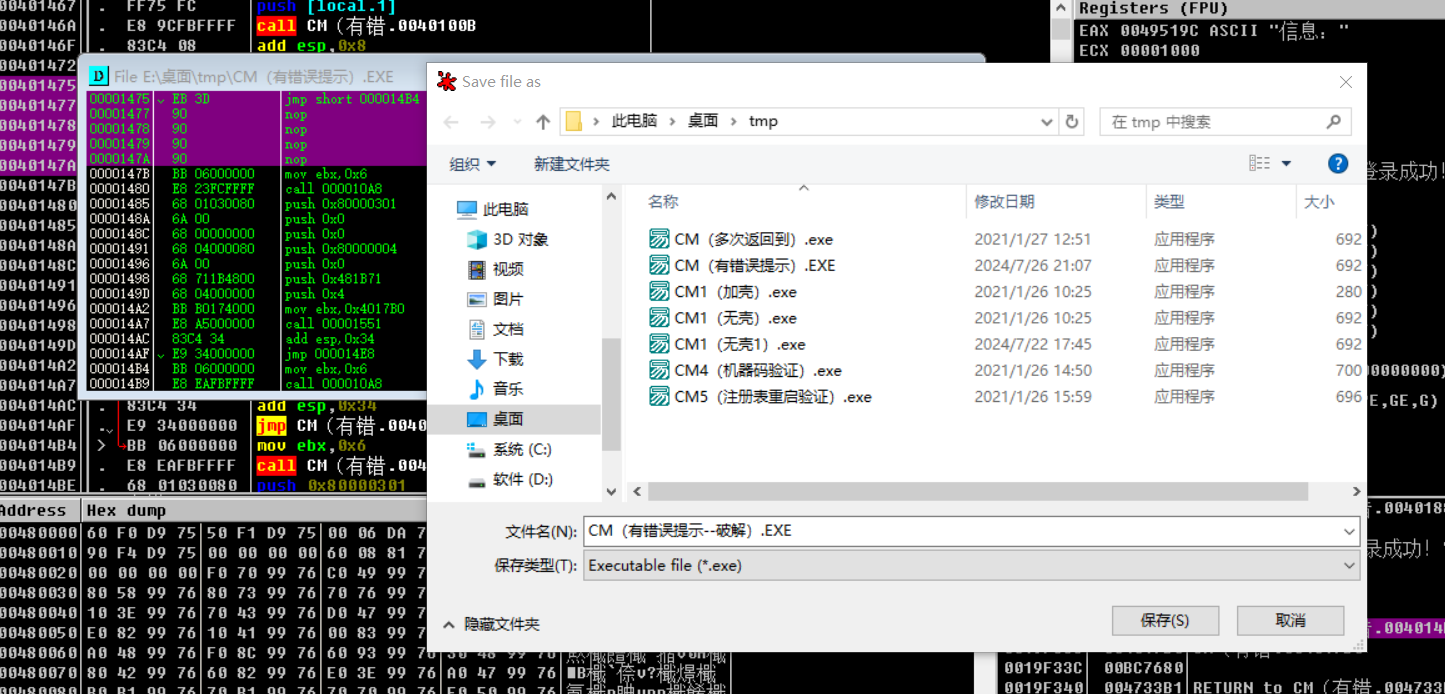 00401467 . FF75 FC push [local.1]
0040146A . E8 9CFBFFFF call CM（有错.0040100B
0040146F . 83C4 08 add esp,0x8
00401472
00401475
00401477
00401478
00401479
0040147A
0040147B
00401480
00401485
0040148A
0040148C
00401491
00401496
00401498
0040149D
004014A2
004014A7
File E:\桌面\tmp\CM（有错误提示）.EXE
00001475 EB 3D jmp short 000014B4
00001477 90 nop
00001478 90 nop
00001479 90 nop
0000147A 90 nop
0000147B BB 06000000 mov ebx,0x6
00001480 E8 23FCFFFF call 000010A8
00001485 68 01030080 push 0x80000301
0000148A 6A 00 push 0x0
0000148C 68 00000000 push 0x0
00001491 68 04000080 push 0x80000004
00001496 6A 00 push 0x0
00001498 68 711B4800 push 0x481B71
0000149D 68 04000000 push 0x4
000014A2 BB B0174000 mov ebx,0x4017B0
000014A7 E8 A5000000 call 00001551
000014AC 83C4 34 add esp,0x34
000014AF E9 34000000 jmp 000014E8
000014B4 BB 06000000 mov ebx,0x6
000014B9 E8 EAFBFFFF call 000010A8
004014AC . 83C4 34 add esp,0x34
004014AF . E9 34000000 jmp CM（有错.0040
004014B4 > BB 06000000 mov ebx,0x6
004014B9 . E8 EAFBFFFF call CM（有错.004
004014BE . 68 01030080 push 0x80000301
Address Hex dump
00480000 60 F0 D9 75 50 F1 D9 75 00 06 DA 7
00480010 90 F4 D9 75 00 00 00 00 60 08 81 7
00480020 00 00 00 00 F0 70 99 76 C0 49 99 7
00480030 80 58 99 76 80 73 99 76 70 76 99 7
00480040 10 3E 99 76 70 43 99 76 D0 47 99 7
00480050 E0 82 99 76 10 41 99 76 00 83 99 7
00480060 A0 48 99 76 F0 8C 99 76 60 93 99 76
00480070 80 42 99 76 60 82 99 76 E0 3E 99 76 A0 47 99 76
Registers (FPU)
EAX 0049519C ASCII "信息："
ECX 00001000
登录成功!
0000000)
E,GE,G)
.004018
录成功!
.004014
0019F33C 00BC7680
0019F340 004733B1 RETURN to CM（有错.004733
Save file as
此电脑 > 桌面 > tmp
在 tmp 中搜索
组织
新建文件夹
此电脑
3D 对象
视频
图片
文档
下载
音乐
桌面
系统 (C:)
软件 (D:)
名称 修改日期 类型 大小
CM（多次返回到）.exe 2021/1/27 12:51 应用程序 692
CM（有错误提示）.EXE 2024/7/26 21:07 应用程序 692
CM1（加壳）.exe 2021/1/26 10:25 应用程序 280
CM1（无壳）.exe 2021/1/26 10:25 应用程序 692
CM1（无壳1）.exe 2024/7/22 17:45 应用程序 692
CM4（机器码验证）.exe 2021/1/26 14:50 应用程序 700
CM5（注册表重启验证）.exe 2021/1/26 15:59 应用程序 696
文件名(N): CM（有错误提示--破解）.EXE
保存类型(T): Executable file (*.exe)
隐藏文件夹
保存(S)
取消